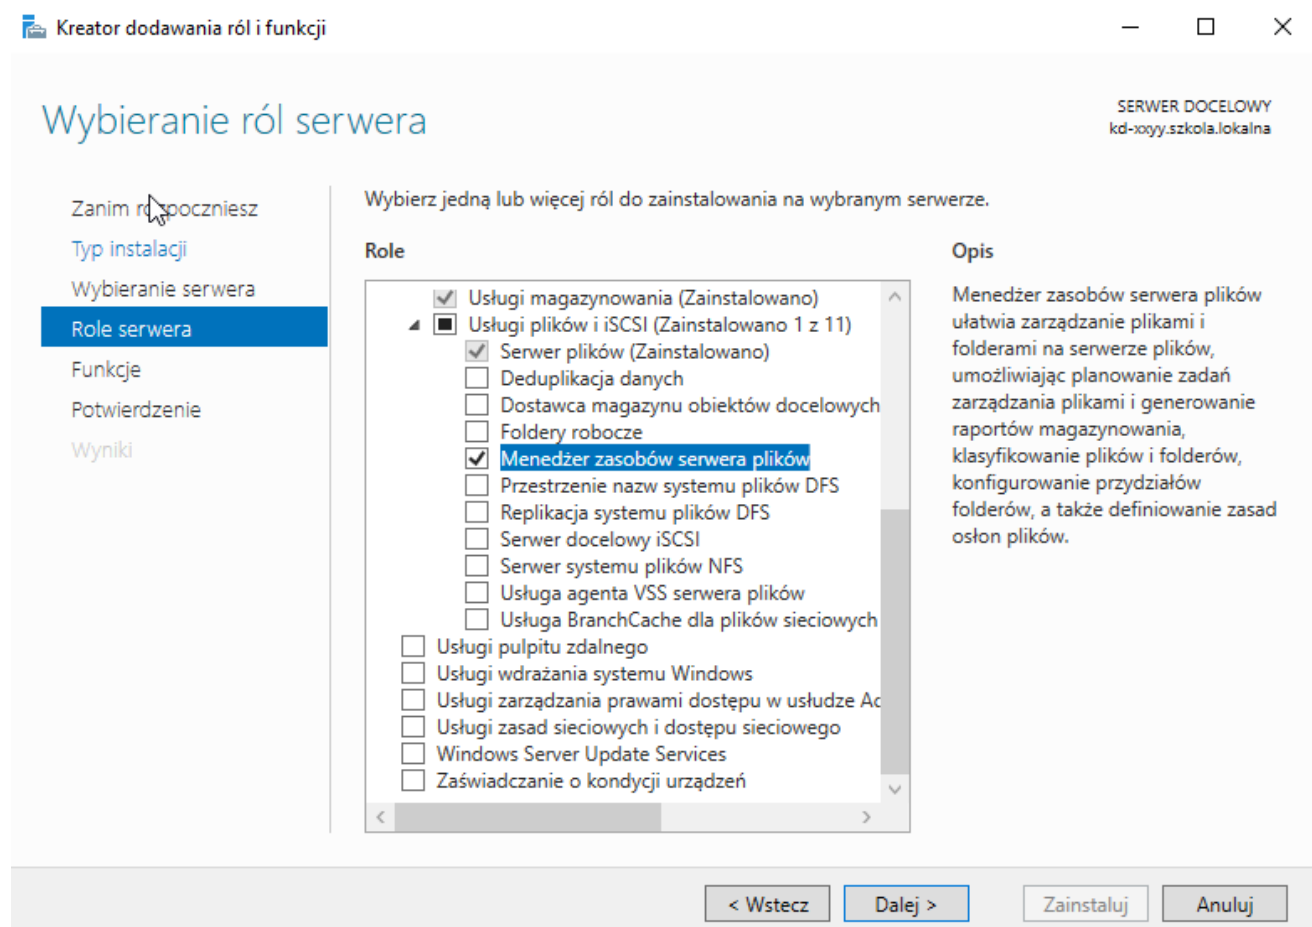 Kreator dodawania ról i funkcji
Wybieranie ról serwera
SERWER DOCELOWY
kd-xxyy.szkola.lokalna
Zanim rozpoczniesz
Typ instalacji
Wybieranie serwera
Role serwera
Funkcje
Potwierdzenie
Wyniki
Wybierz jedną lub więcej ról do zainstalowania na wybranym serwerze.
Role
Usługi magazynowania (Zainstalowano)
Usługi plików i iSCSI (Zainstalowano 1 z 11)
Serwer plików (Zainstalowano)
Deduplikacja danych
Dostawca magazynu obiektów docelowych
Foldery robocze
Menedżer zasobów serwera plików
Przestrzenie nazw systemu plików DFS
Replikacja systemu plików DFS
Serwer docelowy iSCSI
Serwer systemu plików NFS
Usługa agenta VSS serwera plików
Usługa BranchCache dla plików sieciowych
Usługi pulpitu zdalnego
Usługi wdrażania systemu Windows
Usługi zarządzania prawami dostępu w usłudze Ac
Usługi zasad sieciowych i dostępu sieciowego
Windows Server Update Services
Zaświadczanie o kondycji urządzeń
Opis
Menedżer zasobów serwera plików
ułatwia zarządzanie plikami i
folderami na serwerze plików,
umożliwiając planowanie zadań
zarządzania plikami i generowanie
raportów magazynowania,
klasyfikowanie plików i folderów,
konfigurowanie przydziałów
folderów, a także definiowanie zasad
osłon plików.
< Wstecz
Dalej >
Zainstaluj
Anuluj